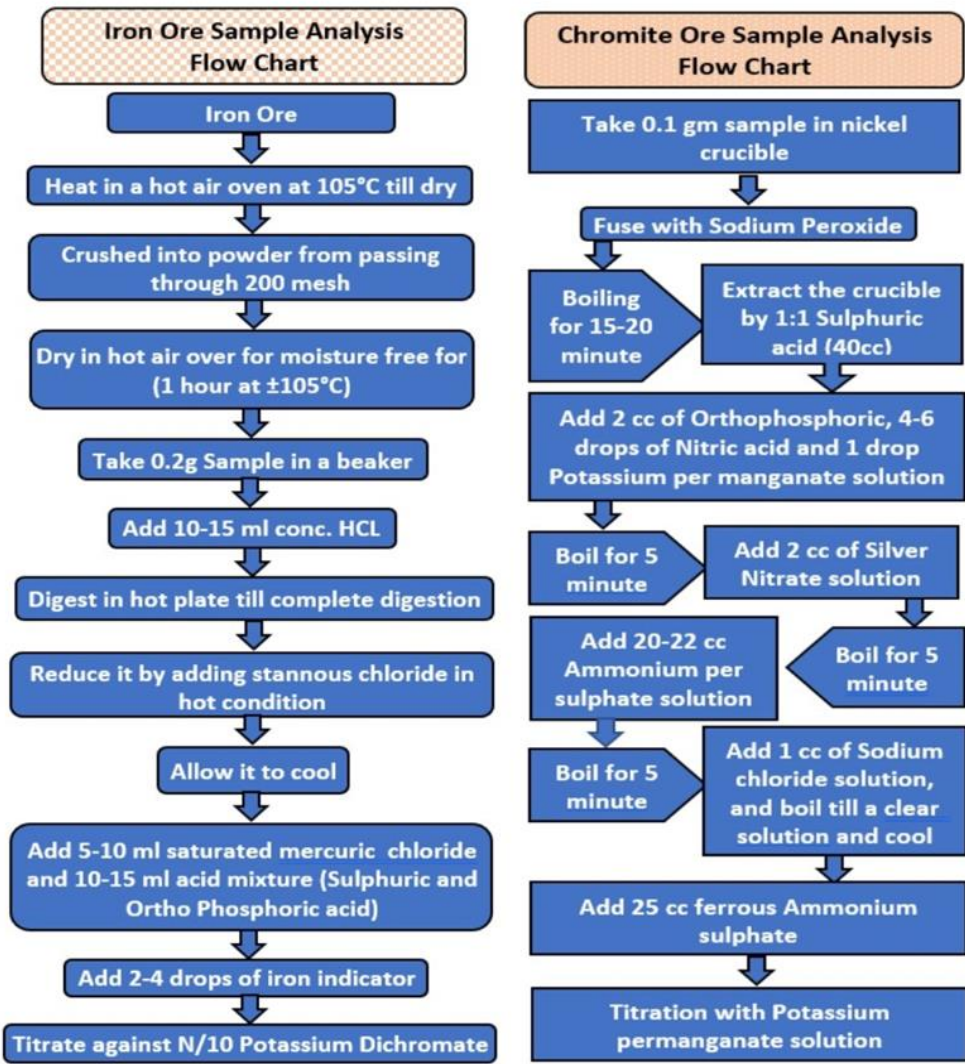 Iron Ore Sample Analysis
Flow Chart
Iron Ore
Heat in a hot air oven at 105°C till dry
Crushed into powder from passing
through 200 mesh
Dry in hot air over for moisture free for
(1 hour at ±105°C)
Take 0.2g Sample in a beaker
Add 10-15 ml conc. HCL
Digest in hot plate till complete digestion
Reduce it by adding stannous chloride in
hot condition
Allow it to cool
Add 5-10 ml saturated mercuric chloride
and 10-15 ml acid mixture (Sulphuric and
Ortho Phosphoric acid)
Add 2-4 drops of iron indicator
Titrate against N/10 Potassium Dichromate
Chromite Ore Sample Analysis
Flow Chart
Take 0.1 gm sample in nickel
crucible
Fuse with Sodium Peroxide
Boiling
for 15-20
minute
Extract the crucible
by 1:1 Sulphuric
acid (40cc)
Add 2 cc of Orthophosphoric, 4-6
drops of Nitric acid and 1 drop
Potassium per manganate solution
Boil for 5
minute
Add 2 cc of Silver
Nitrate solution
Boil for 5
minute
Add 20-22 cc
Ammonium per
sulphate solution
Boil for 5
minute
Add 1 cc of Sodium
chloride solution,
and boil till a clear
solution and cool
Add 25 cc ferrous Ammonium
sulphate
Titration with Potassium
permanganate solution